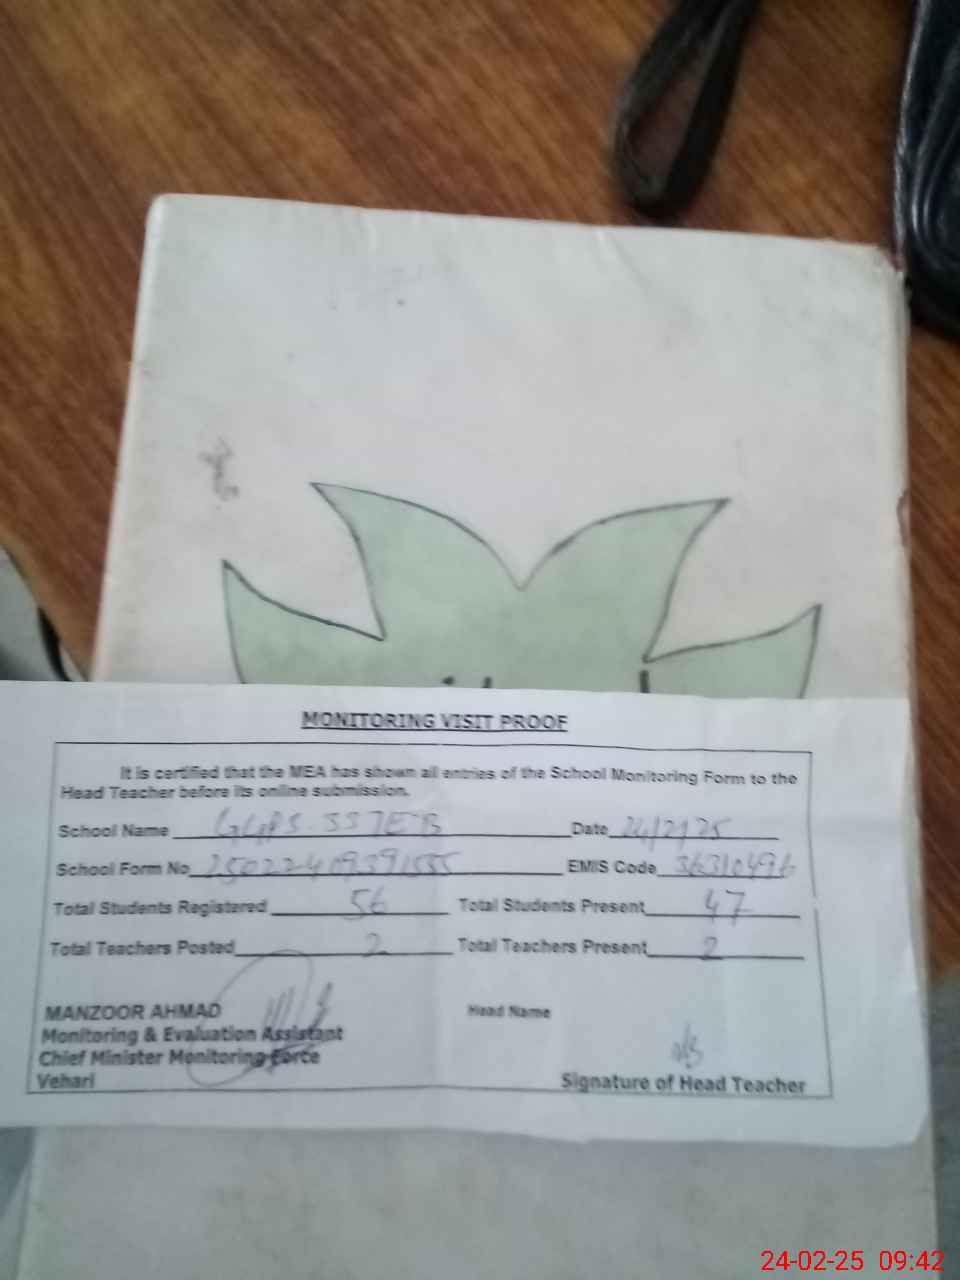 MONITORING VISIT PROOF
It is certified that the MEA has shown all entries of the School Monitoring Form to the
Head Teacher before its online submission.
School Name GGPS 337EB Date 24/2/25
School Form No 25022409391555 EMIS Code 36310496
Total Students Registered 56 Total Students Present 47
Total Teachers Posted 2 Total Teachers Present 2
MANZOOR AHMAD Head Name
Monitoring & Evaluation Assistant
Chief Minister Monitoring Force
Vehari Signature of Head Teacher
24-02-25 09:42